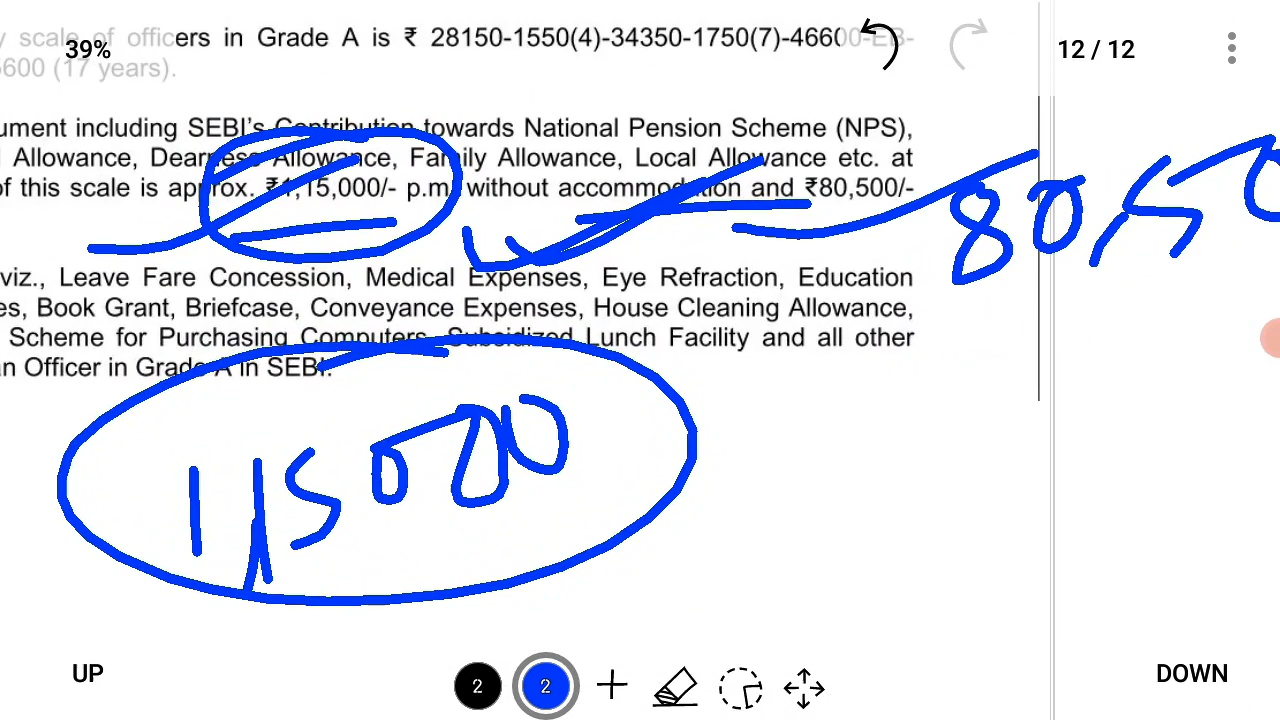 y scale of officers in Grade A is ₹ 28150-1550(4)-34350-1750(7)-46600-EB-
39%
12 / 12
5600 (17 years).
ument including SEBI's Contribution towards National Pension Scheme (NPS),
l Allowance, Dearness Allowance, Family Allowance, Local Allowance etc. at
of this scale is approx. ₹1,15,000/- p.m. without accommodation and ₹80,500/-
80,50
viz., Leave Fare Concession, Medical Expenses, Eye Refraction, Education
es, Book Grant, Briefcase, Conveyance Expenses, House Cleaning Allowance,
Scheme for Purchasing Computers, Subsidized Lunch Facility and all other
an Officer in Grade A in SEBI.
1,15000
UP
2
2
DOWN